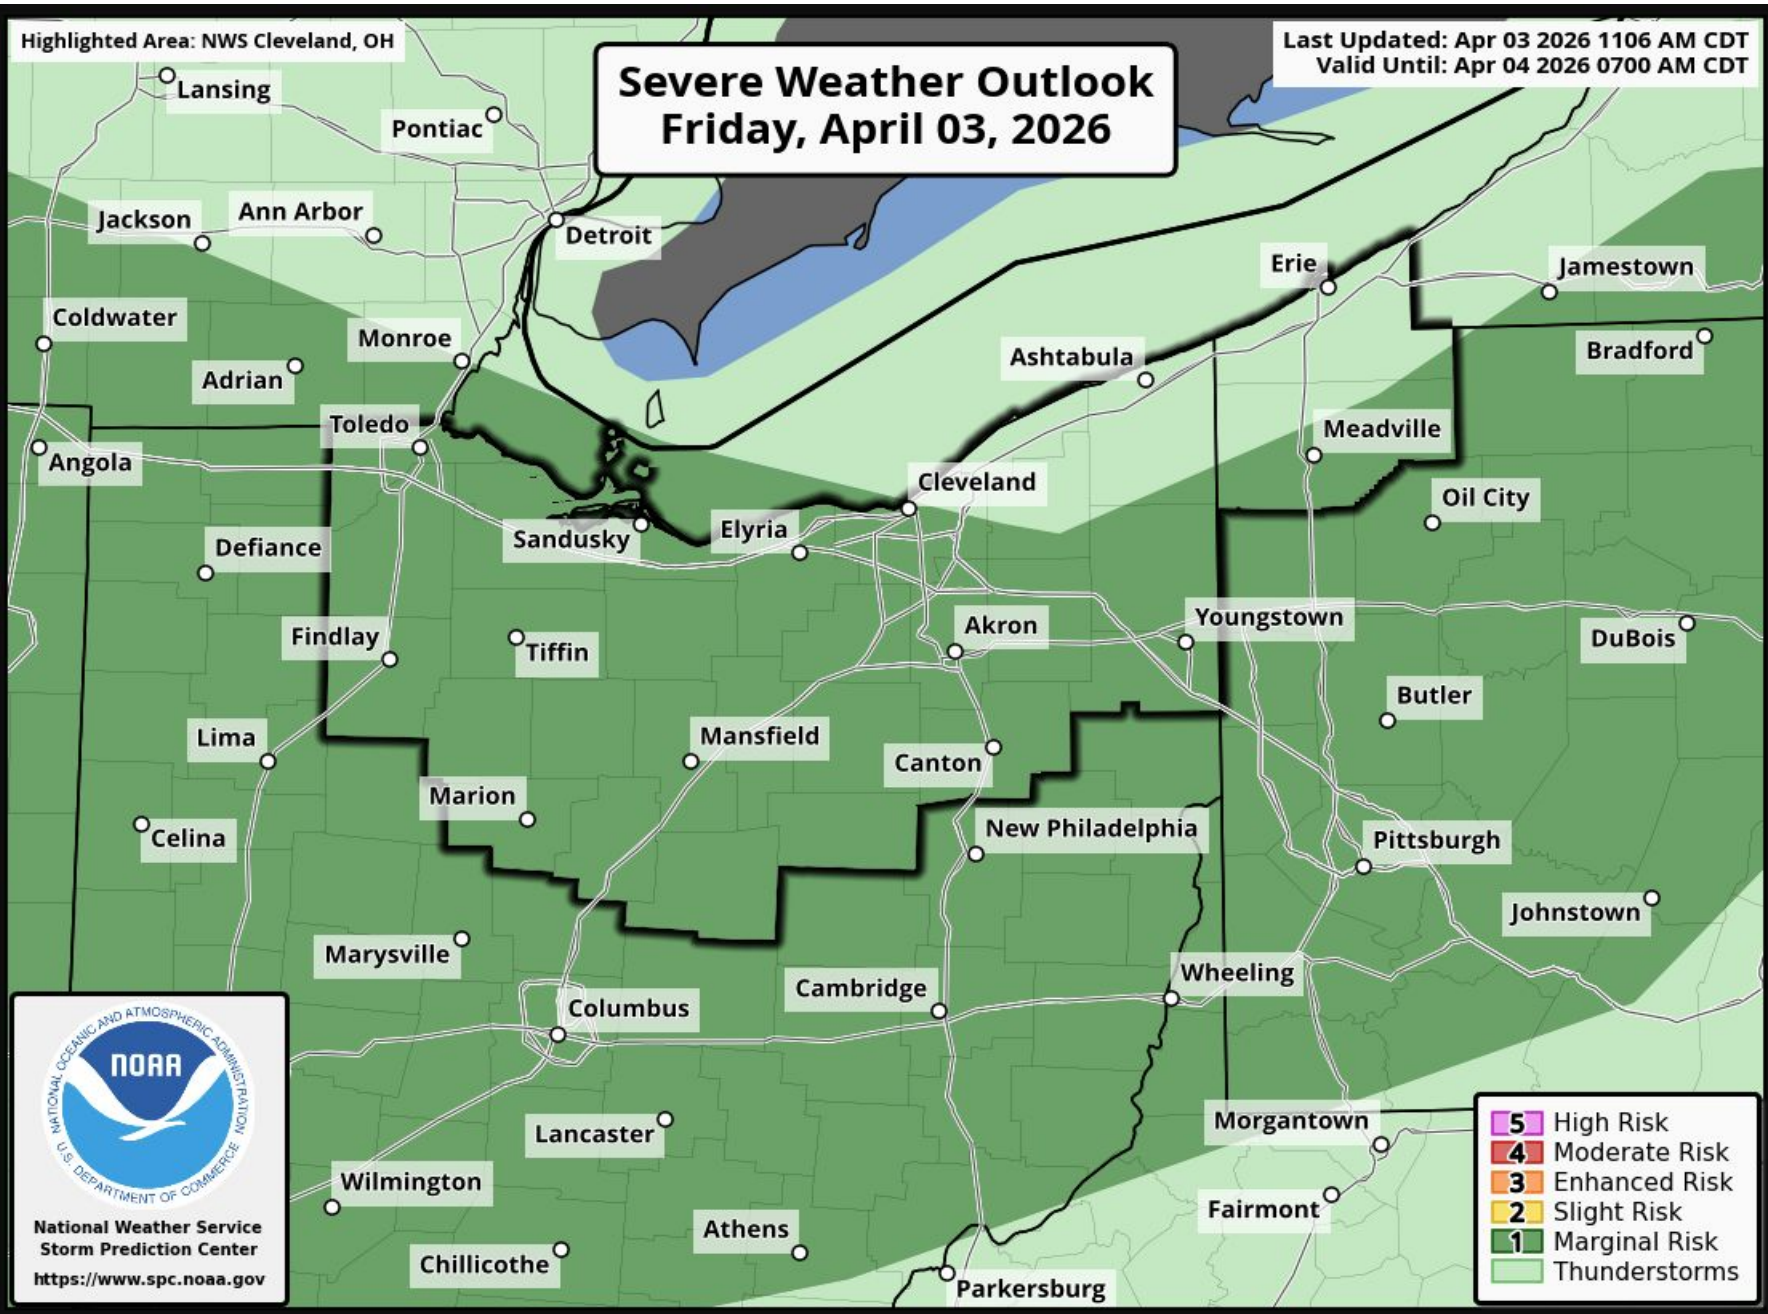 Highlighted Area: NWS Cleveland, OH
Severe Weather Outlook
Friday, April 03, 2026
Last Updated: Apr 03 2026 1106 AM CDT
Valid Until: Apr 04 2026 0700 AM CDT
Lansing
Pontiac
Jackson
Ann Arbor
Detroit
Erie
Jamestown
Coldwater
Monroe
Ashtabula
Bradford
Adrian
Toledo
Meadville
Angola
Cleveland
Oil City
Defiance
Sandusky
Elyria
Findlay
Tiffin
Akron
Youngstown
DuBois
Butler
Lima
Mansfield
Canton
Marion
Celina
New Philadelphia
Pittsburgh
Johnstown
Marysville
Columbus
Cambridge
Wheeling
Lancaster
Morgantown
Wilmington
Athens
Fairmont
Chillicothe
Parkersburg
NATIONAL OCEANIC AND ATMOSPHERIC ADMINISTRATION
NOAA
U.S. DEPARTMENT OF COMMERCE
National Weather Service
Storm Prediction Center
https://www.spc.noaa.gov
5 High Risk
4 Moderate Risk
3 Enhanced Risk
2 Slight Risk
1 Marginal Risk
Thunderstorms